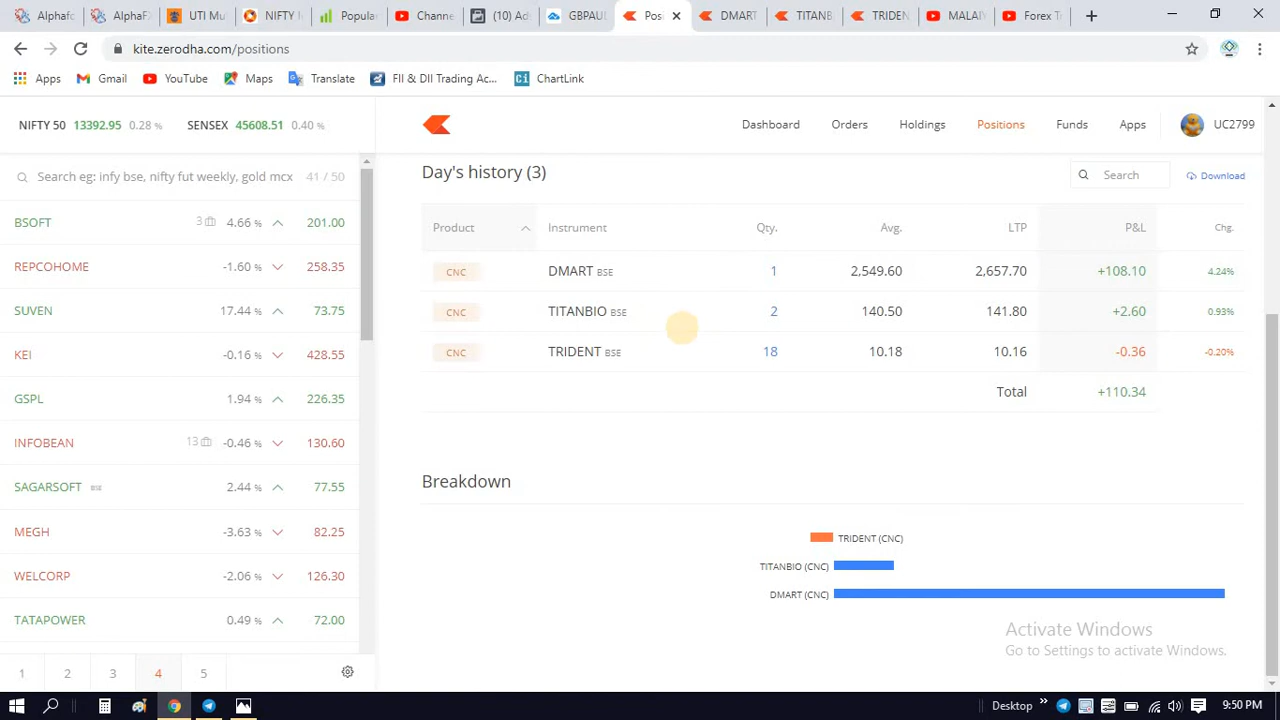 Alphafc
AlphaF
UTI Mu
NIFTY I
Popular
Channe
(10) Ad
GBPAU
Pos
DMART
TITANB
TRIDEN
MALA
Forex T
kite.zerodha.com/positions
Apps
Gmail
YouTube
Maps
Translate
FII & DII Trading Ac...
ChartLink
NIFTY 50 13392.95 0.28 % SENSEX 45608.51 0.40 %
Dashboard Orders Holdings Positions Funds Apps UC2799
Search eg: infy bse, nifty fut weekly, gold mcx 41 / 50
BSOFT 3 4.66 % 201.00
REPCOHOME -1.60 % 258.35
SUVEN 17.44 % 73.75
KEI -0.16 % 428.55
GSPL 1.94 % 226.35
INFOBEAN 13 -0.46 % 130.60
SAGARSOFT BSE 2.44 % 77.55
MEGH -3.63 % 82.25
WELCORP -2.06 % 126.30
TATAPOWER 0.49 % 72.00
1 2 3 4 5
Day's history (3) Search Download
Product Instrument Qty. Avg. LTP P&L Chg.
CNC DMART BSE 1 2,549.60 2,657.70 +108.10 4.24%
CNC TITANBIO BSE 2 140.50 141.80 +2.60 0.93%
CNC TRIDENT BSE 18 10.18 10.16 -0.36 -0.20%
Total +110.34
Breakdown
TRIDENT (CNC)
TITANBIO (CNC)
DMART (CNC)
Activate Windows
Go to Settings to activate Windows.
Desktop 9:50 PM